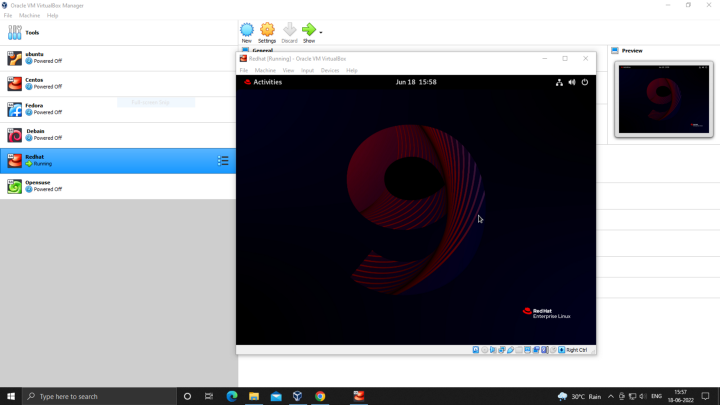 Oracle VM VirtualBox Manager
File Machine Help
Tools
New Settings Discard Show
General
Preview
ubuntu
Powered Off
Centos
Powered Off
Fedora
Powered Off
Debain
Powered Off
Redhat
Running
Opensuse
Powered Off
Redhat [Running] - Oracle VM VirtualBox
File Machine View Input Devices Help
Activities
Jun 18 15:58
9
Red Hat
Enterprise Linux
Right Ctrl
Type here to search
30°C Rain
ENG
15:57
18-06-2022